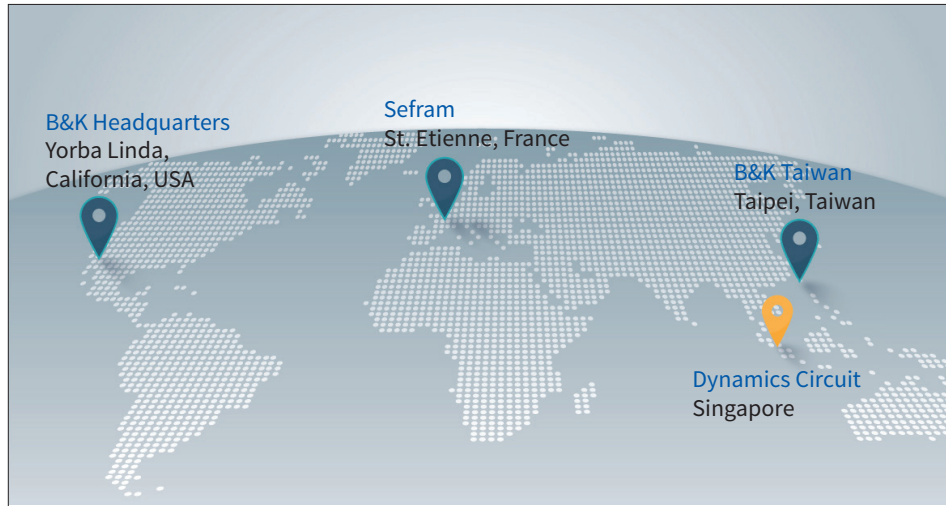 B&K Headquarters
Yorba Linda,
California, USA
Sefram
St. Etienne, France
B&K Taiwan
Taipei, Taiwan
Dynamics Circuit
Singapore